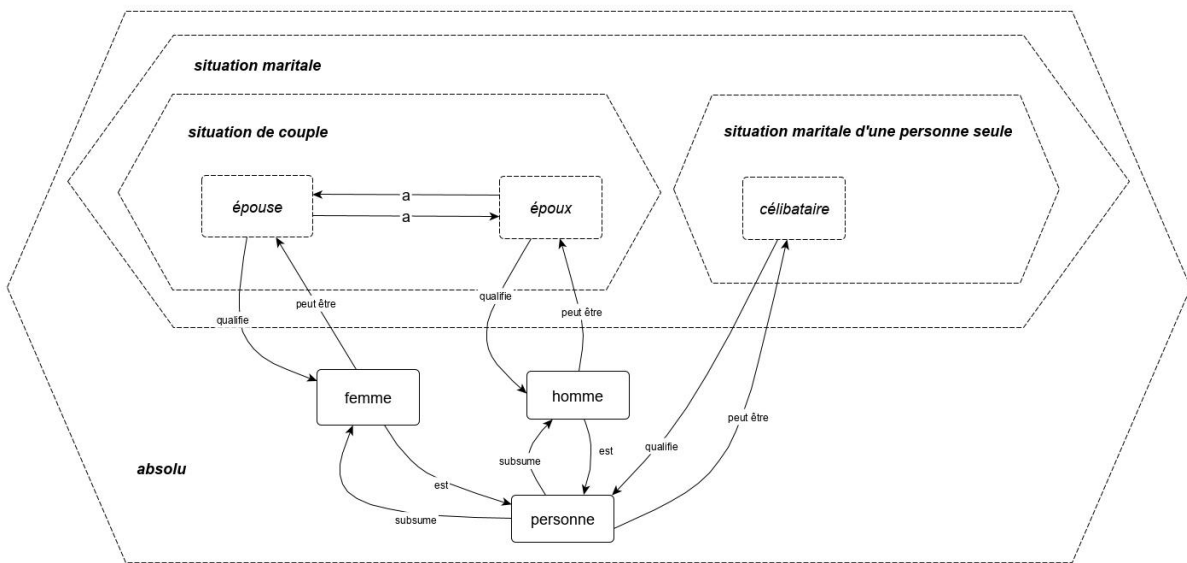 situation maritale
situation de couple
situation maritale d'une personne seule
épouse
a
a
époux
célibataire
qualifie
peut être
qualifie
peut être
femme
homme
peut être
absolu
subsume
est
qualifie
est
subsume
personne